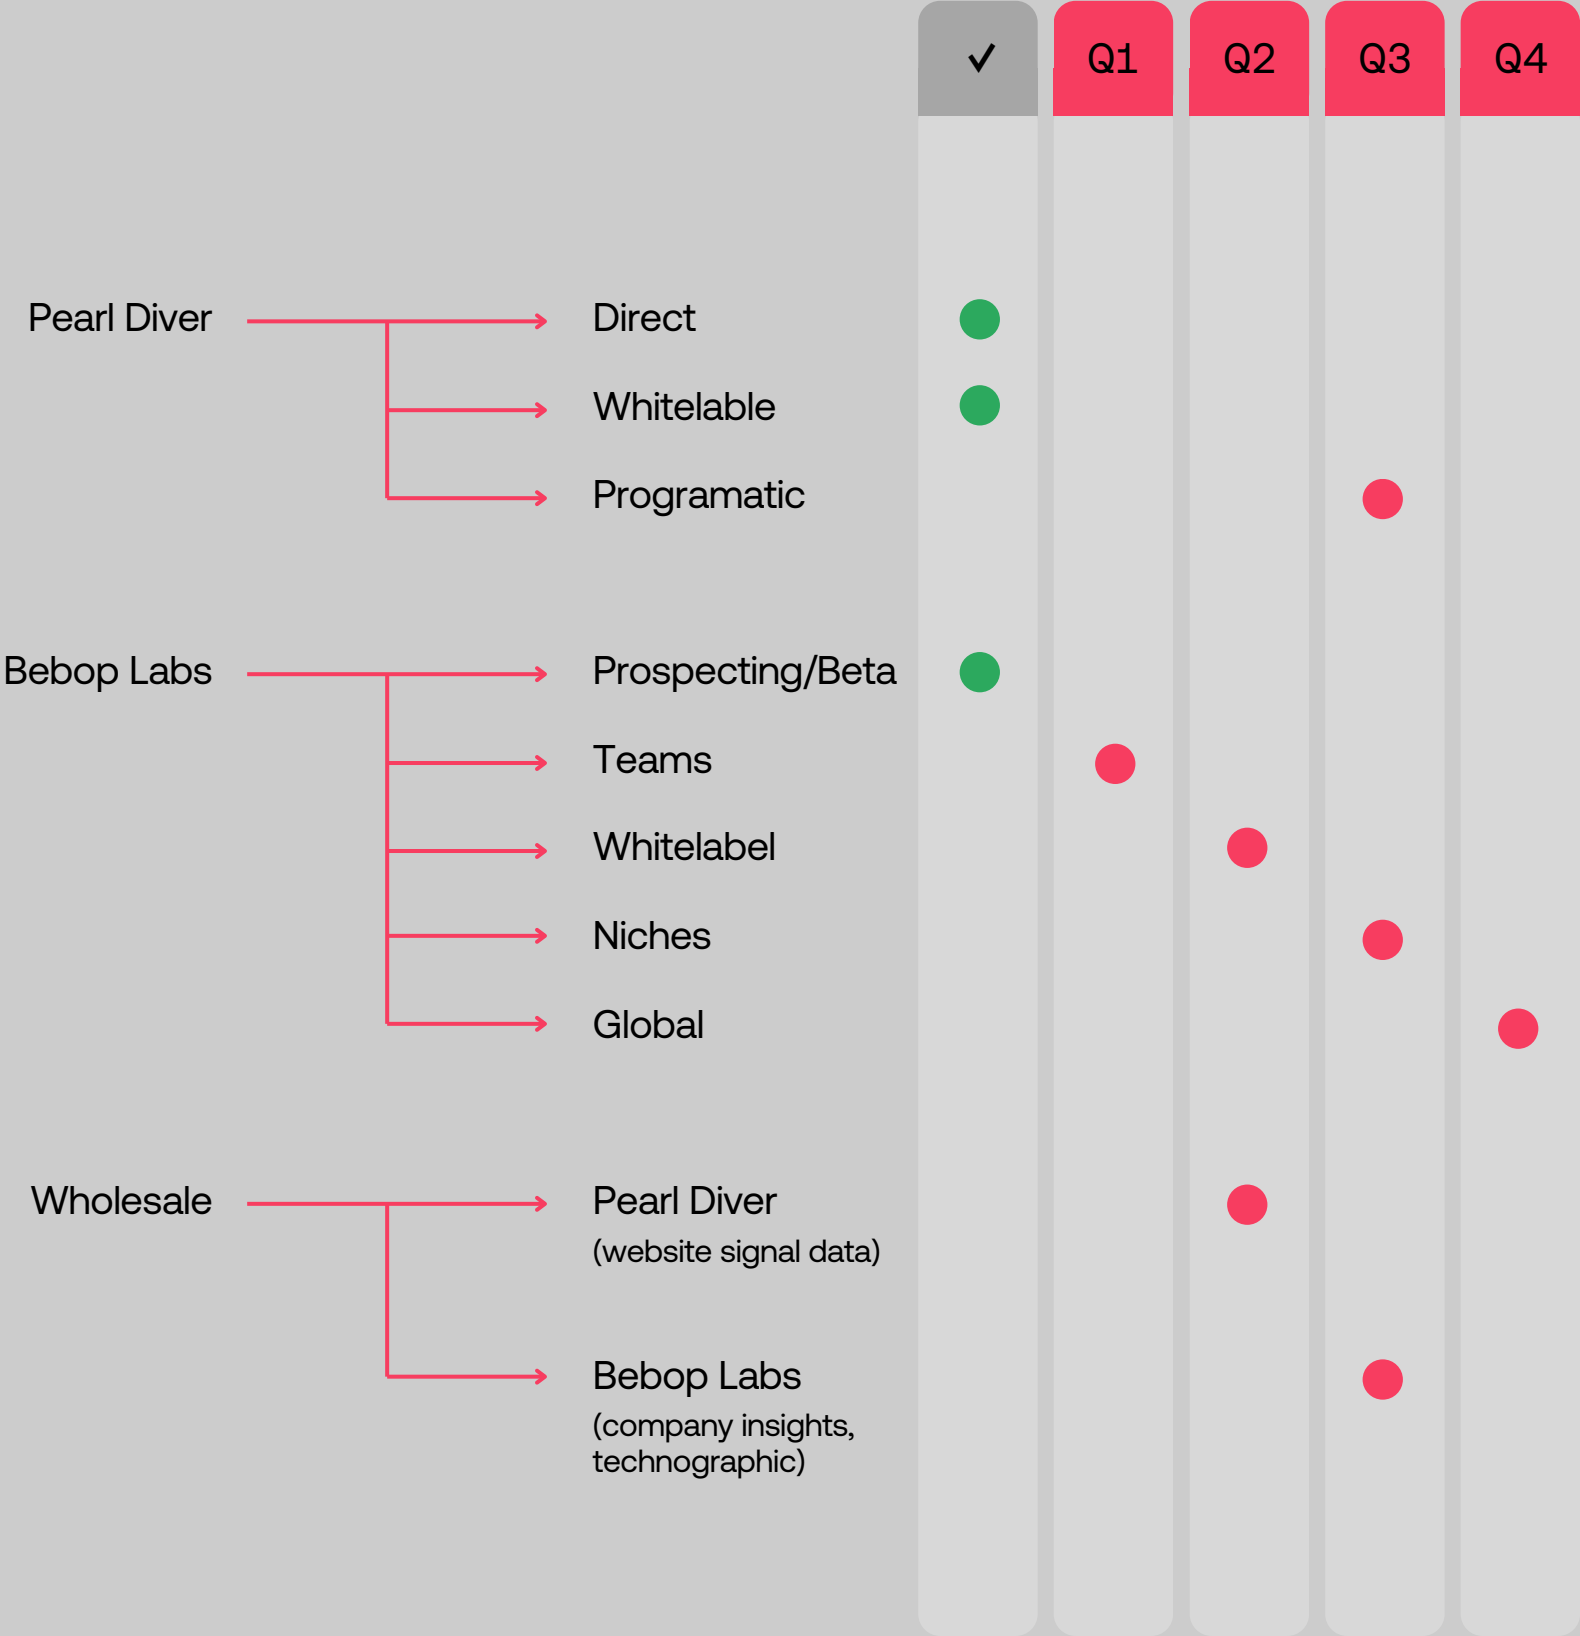 ✓ Q1 Q2 Q3 Q4
Pearl Diver Direct
Whitelable
Programatic
Bebop Labs Prospecting/Beta
Teams
Whitelabel
Niches
Global
Wholesale Pearl Diver
(website signal data)
Bebop Labs
(company insights,
technographic)